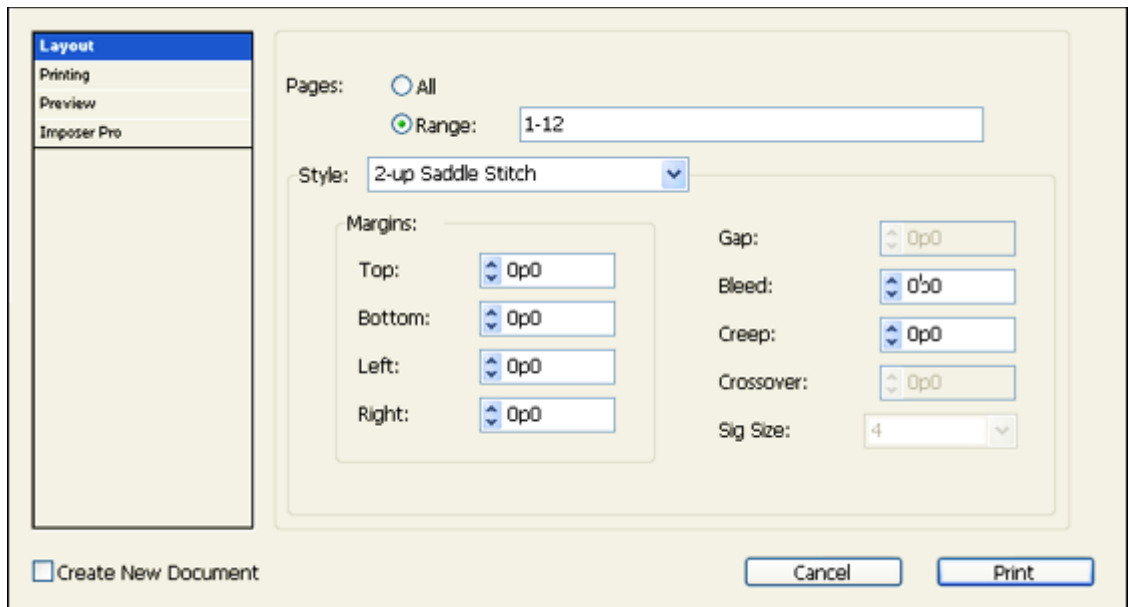 Layout
Printing
Preview
Imposer Pro
Pages:
All
Range: 1-12
Style: 2-up Saddle Stitch
Margins:
Top: 0p0
Bottom: 0p0
Left: 0p0
Right: 0p0
Gap: 0p0
Bleed:
Creep: 0p0
Crossover: 0p0
Sig Size: 4
Create New Document
Cancel
Print